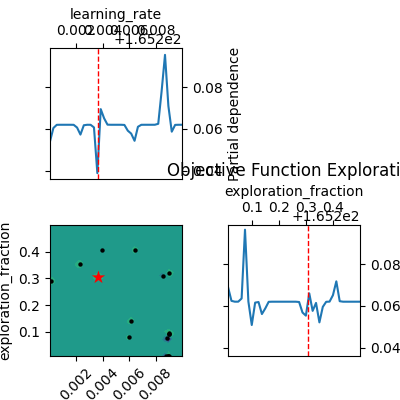 learning_rate
0.002 0.004 0.006 0.008
+1.652e2
0.08
0.06
0.04
Partial dependence
Objective Function Explorati
exploration_fraction
0.1 0.2 0.3 0.4
+1.652e2
0.4
0.3
0.2
0.1
exploration_fraction
0.002 0.004 0.006 0.008
0.08
0.06
0.04